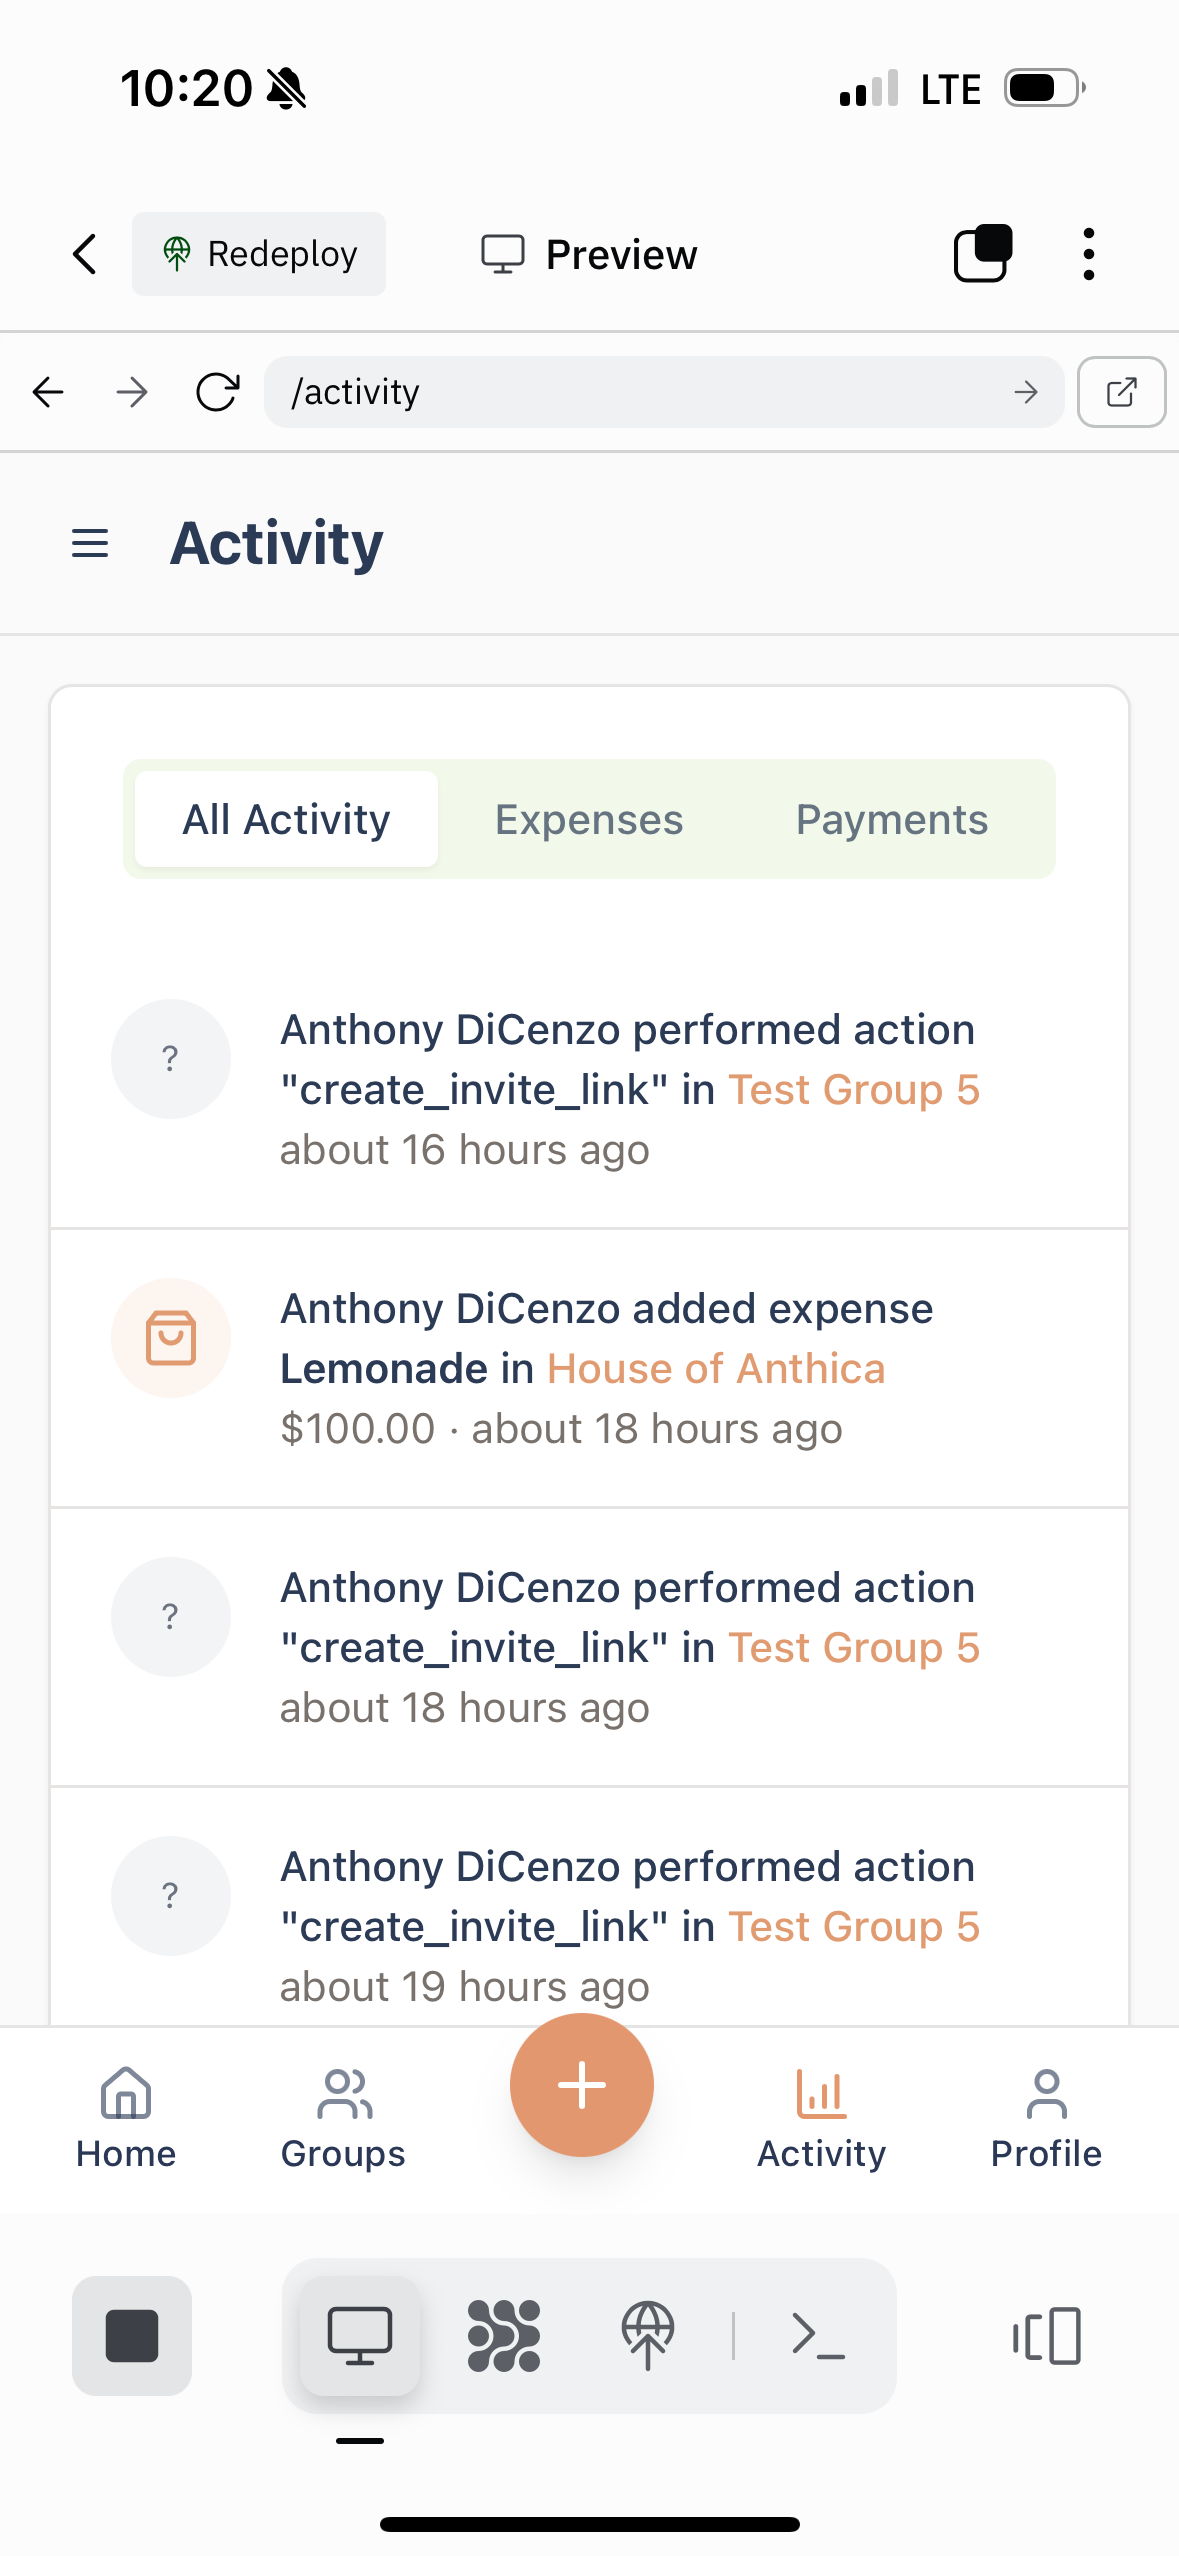 10:20
LTE
Redeploy
Preview
/activity
Activity
All Activity
Expenses
Payments
?
Anthony DiCenzo performed action
"create_invite_link" in Test Group 5
about 16 hours ago
Anthony DiCenzo added expense
Lemonade in House of Anthica
$100.00 · about 18 hours ago
?
Anthony DiCenzo performed action
"create_invite_link" in Test Group 5
about 18 hours ago
?
Anthony DiCenzo performed action
"create_invite_link" in Test Group 5
about 19 hours ago
Home
Groups
Activity
Profile